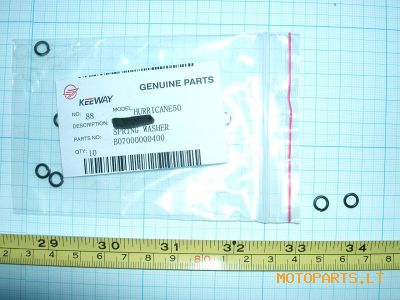 KEEWAY GENUINE PARTS
NO: 88 MODEL: HURRICANE50
DESCRIPTION:
SPRING WASHER
PARTS NO: B07000000400
QTY: 10
29 30 31 32 33 34
80
MOTOPARTS.LT